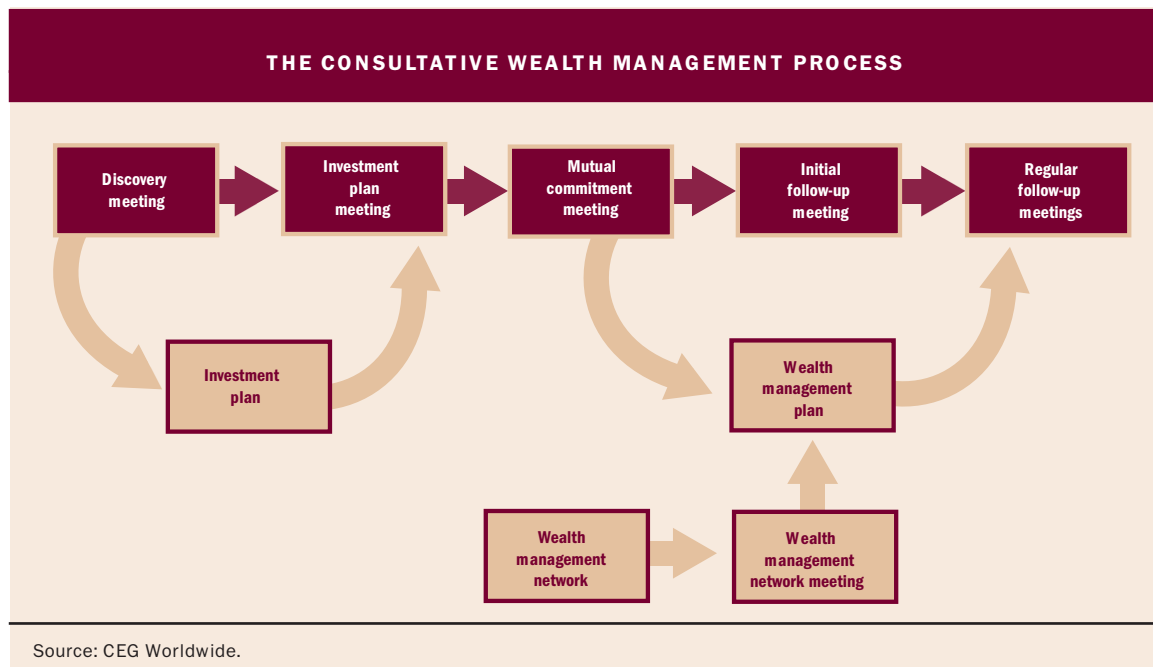 THE CONSULTATIVE WEALTH MANAGEMENT PROCESS
Discovery
meeting
Investment
plan
meeting
Mutual
commitment
meeting
Initial
follow-up
meeting
Regular
follow-up
meetings
Investment
plan
Wealth
management
plan
Wealth
management
network
Wealth
management
network meeting
Source: CEG Worldwide.